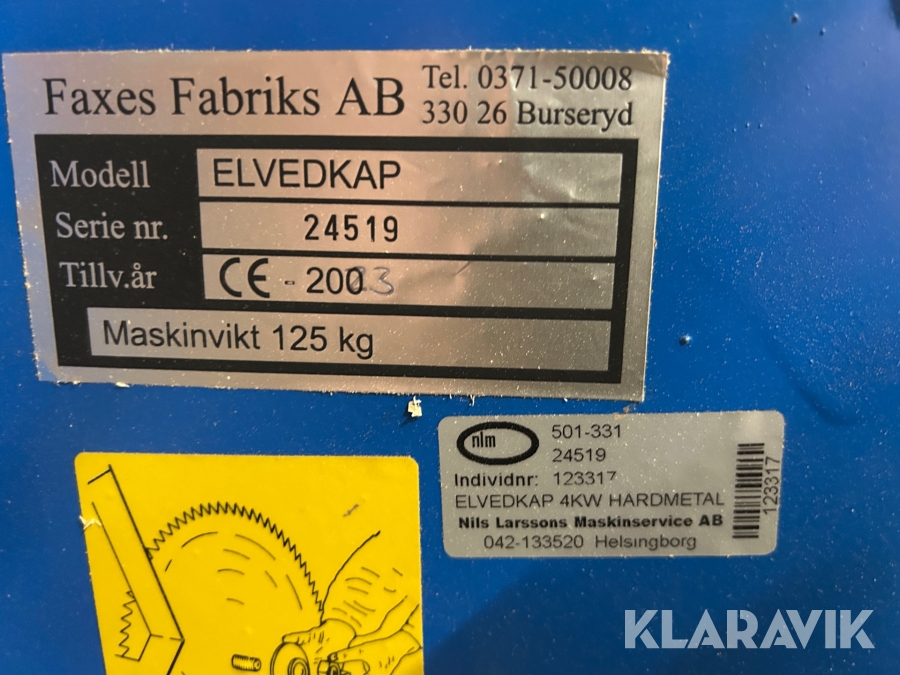 Faxes Fabriks AB
Tel. 0371-50008
330 26 Burseryd
Modell ELVEDKAP
Serie nr. 24519
Tillv.år CE - 200 3
Maskinvikt 125 kg
nlm
501-331
24519
Individnr: 123317
ELVEDKAP 4KW HARDMETAL
Nils Larssons Maskinservice AB
042-133520 Helsingborg
123317
KLARAVIK